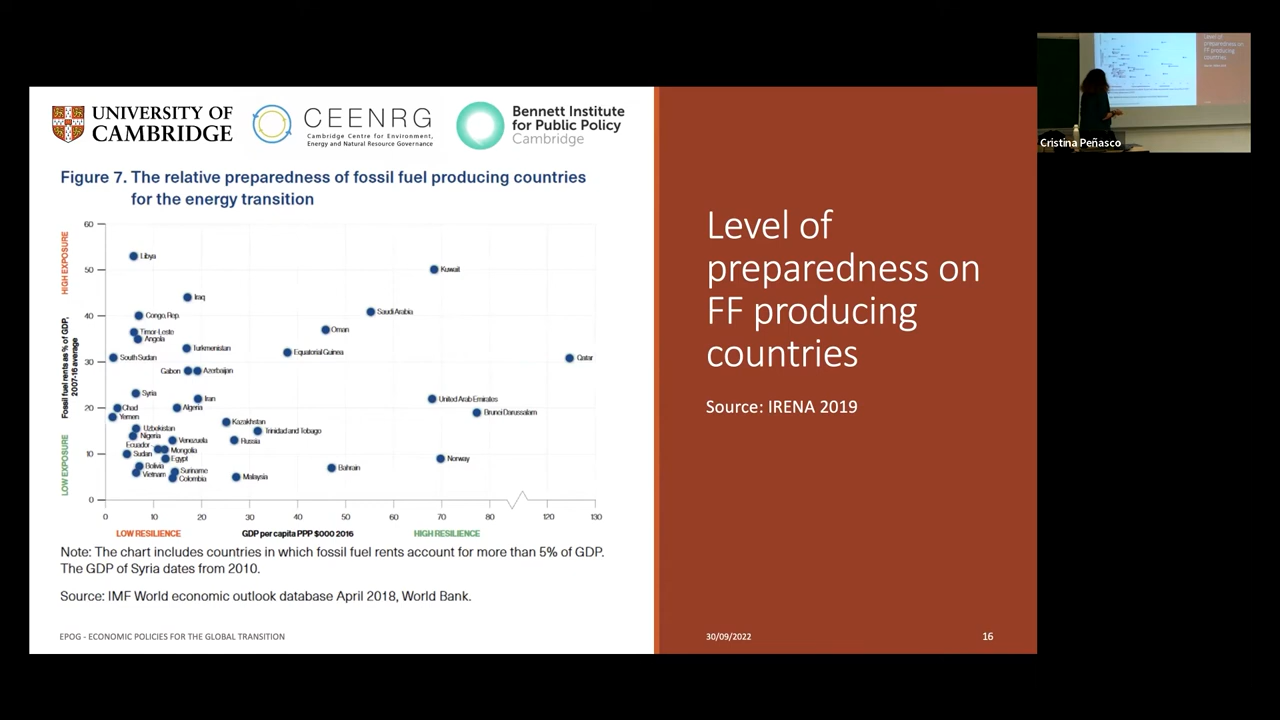 UNIVERSITY OF
CAMBRIDGE
CEENRG
Cambridge Centre for Environment,
Energy and Natural Resource Governance
Bennett Institute
for Public Policy
Cambridge
Figure 7. The relative preparedness of fossil fuel producing countries
for the energy transition
HIGH EXPOSURE
LOW EXPOSURE
Fossil fuel rents as % of GDP,
2007-16 average
60
50
40
30
20
10
0
Libya
Kuwait
Iraq
Saudi Arabia
Congo, Rep.
Oman
Timor-Leste
Angola
Turkmenistan
Equatorial Guinea
South Sudan
Qatar
Gabon
Azerbaijan
Syria
Iran
United Arab Emirates
Chad
Algeria
Brunei Darussalam
Yemen
Kazakhstan
Uzbekistan
Trinidad and Tobago
Nigeria
Venezuela
Russia
Ecuador
Mongolia
Sudan
Egypt
Norway
Bolivia
Bahrain
Vietnam
Suriname
Colombia
Malaysia
0 10 20 30 40 50 60 70 80 120 130
LOW RESILIENCE
GDP per capita PPP $000 2016
HIGH RESILIENCE
Note: The chart includes countries in which fossil fuel rents account for more than 5% of GDP.
The GDP of Syria dates from 2010.
Source: IMF World economic outlook database April 2018, World Bank.
EPOG - ECONOMIC POLICIES FOR THE GLOBAL TRANSITION
Level of
preparedness on
FF producing
countries
Source: IRENA 2019
30/09/2022
16
Level of
preparedness on
FF producing
countries
Cristina Peñasco